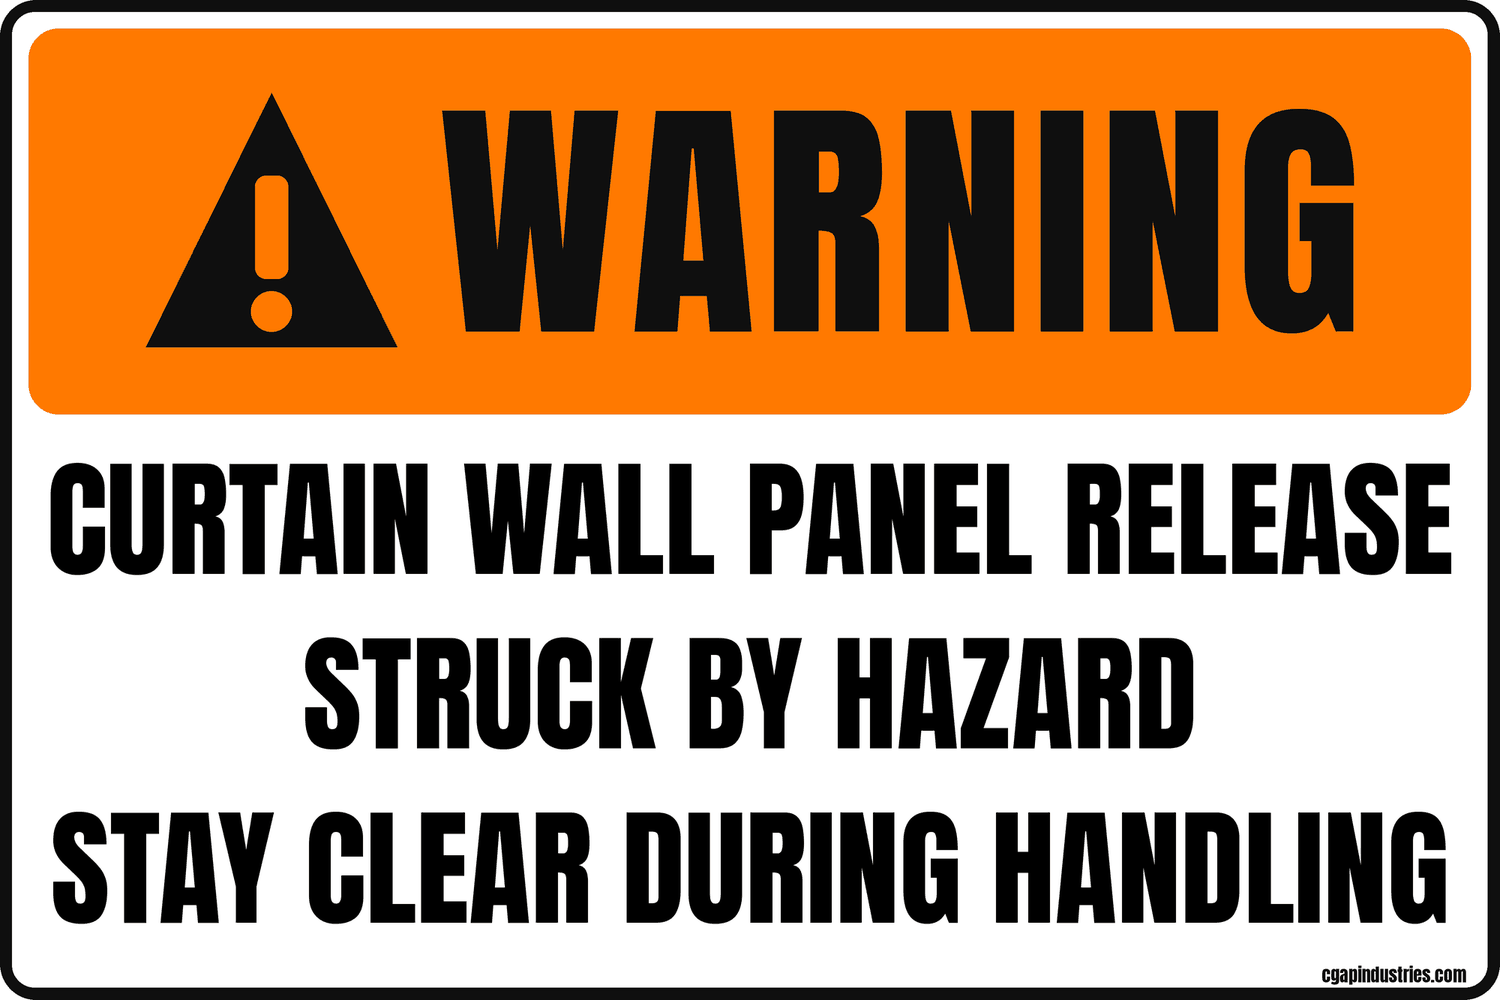 WARNING
CURTAIN WALL PANEL RELEASE
STRUCK BY HAZARD
STAY CLEAR DURING HANDLING
cgapindustries.com